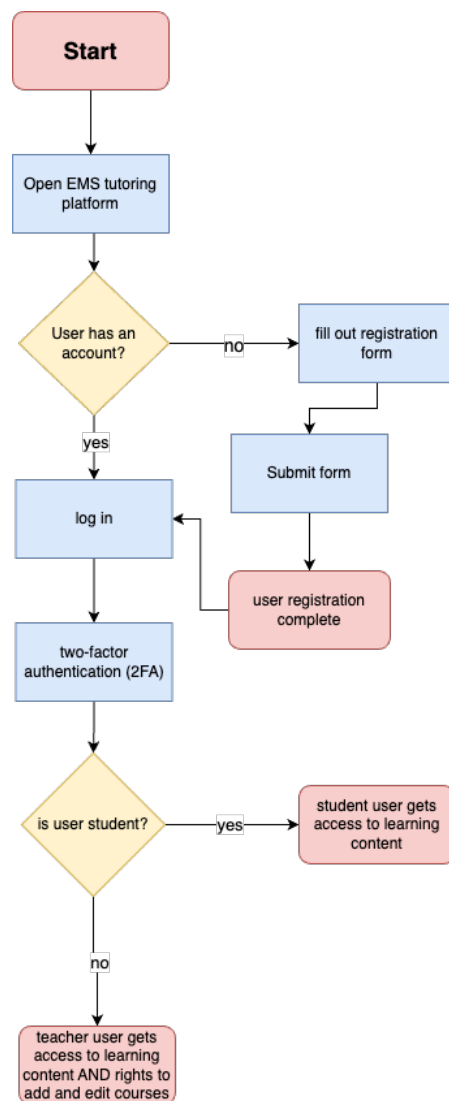 Start
Open EMS tutoring
platform
User has an
account?
no
fill out registration
form
yes
Submit form
log in
user registration
complete
two-factor
authentication (2FA)
is user student?
yes
student user gets
access to learning
content
no
teacher user gets
access to learning
content AND rights to
add and edit courses